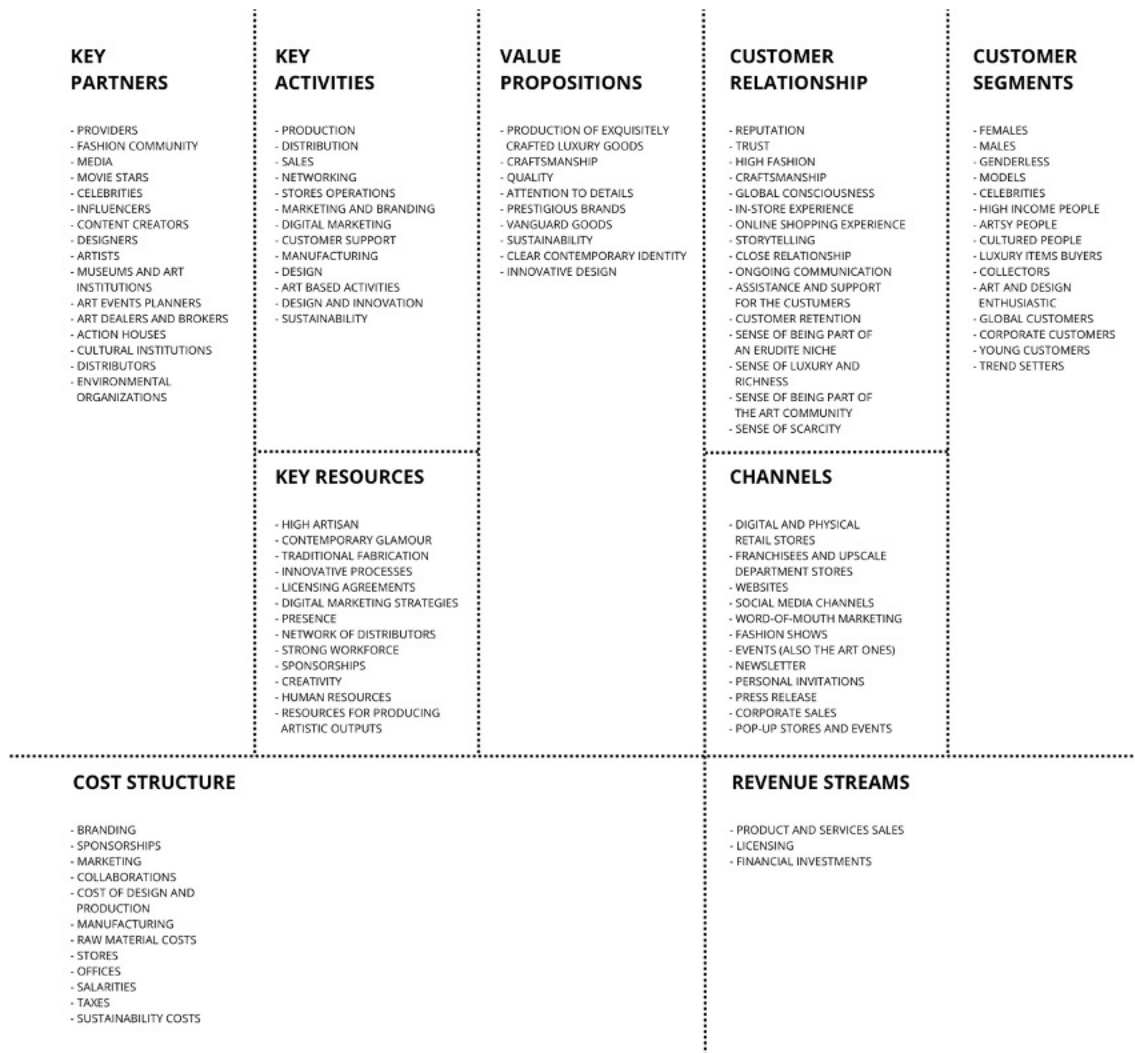 KEY
PARTNERS
- PROVIDERS
- FASHION COMMUNITY
- MEDIA
- MOVIE STARS
- CELEBRITIES
- INFLUENCERS
- CONTENT CREATORS
- DESIGNERS
- ARTISTS
- MUSEUMS AND ART
INSTITUTIONS
- ART EVENTS PLANNERS
- ART DEALERS AND BROKERS
- ACTION HOUSES
- CULTURAL INSTITUTIONS
- DISTRIBUTORS
- ENVIRONMENTAL
ORGANIZATIONS
KEY
ACTIVITIES
- PRODUCTION
- DISTRIBUTION
- SALES
- NETWORKING
- STORES OPERATIONS
- MARKETING AND BRANDING
- DIGITAL MARKETING
- CUSTOMER SUPPORT
- MANUFACTURING
- DESIGN
- ART BASED ACTIVITIES
- DESIGN AND INNOVATION
- SUSTAINABILITY
KEY RESOURCES
- HIGH ARTISAN
- CONTEMPORARY GLAMOUR
- TRADITIONAL FABRICATION
- INNOVATIVE PROCESSES
- LICENSING AGREEMENTS
- DIGITAL MARKETING STRATEGIES
- PRESENCE
- NETWORK OF DISTRIBUTORS
- STRONG WORKFORCE
- SPONSORSHIPS
- CREATIVITY
- HUMAN RESOURCES
- RESOURCES FOR PRODUCING
ARTISTIC OUTPUTS
VALUE
PROPOSITIONS
- PRODUCTION OF EXQUISITELY
CRAFTED LUXURY GOODS
- CRAFTSMANSHIP
- QUALITY
- ATTENTION TO DETAILS
- PRESTIGIOUS BRANDS
- VANGUARD GOODS
- SUSTAINABILITY
- CLEAR CONTEMPORARY IDENTITY
- INNOVATIVE DESIGN
CUSTOMER
RELATIONSHIP
- REPUTATION
- TRUST
- HIGH FASHION
- CRAFTSMANSHIP
- GLOBAL CONSCIOUSNESS
- IN-STORE EXPERIENCE
- ONLINE SHOPPING EXPERIENCE
- STORYTELLING
- CLOSE RELATIONSHIP
- ONGOING COMMUNICATION
- ASSISTANCE AND SUPPORT
FOR THE CUSTUMERS
- CUSTOMER RETENTION
- SENSE OF BEING PART OF
AN ERUDITE NICHE
- SENSE OF LUXURY AND
RICHNESS
- SENSE OF BEING PART OF
THE ART COMMUNITY
- SENSE OF SCARCITY
CHANNELS
- DIGITAL AND PHYSICAL
RETAIL STORES
- FRANCHISEES AND UPSCALE
DEPARTMENT STORES
- WEBSITES
- SOCIAL MEDIA CHANNELS
- WORD-OF-MOUTH MARKETING
- FASHION SHOWS
- EVENTS (ALSO THE ART ONES)
- NEWSLETTER
- PERSONAL INVITATIONS
- PRESS RELEASE
- CORPORATE SALES
- POP-UP STORES AND EVENTS
CUSTOMER
SEGMENTS
- FEMALES
- MALES
- GENDERLESS
- MODELS
- CELEBRITIES
- HIGH INCOME PEOPLE
- ARTSY PEOPLE
- CULTURED PEOPLE
- LUXURY ITEMS BUYERS
- COLLECTORS
- ART AND DESIGN
ENTHUSIASTIC
- GLOBAL CUSTOMERS
- CORPORATE CUSTOMERS
- YOUNG CUSTOMERS
- TREND SETTERS
COST STRUCTURE
- BRANDING
- SPONSORSHIPS
- MARKETING
- COLLABORATIONS
- COST OF DESIGN AND
PRODUCTION
- MANUFACTURING
- RAW MATERIAL COSTS
- STORES
- OFFICES
- SALARITIES
- TAXES
- SUSTAINABILITY COSTS
REVENUE STREAMS
- PRODUCT AND SERVICES SALES
- LICENSING
- FINANCIAL INVESTMENTS